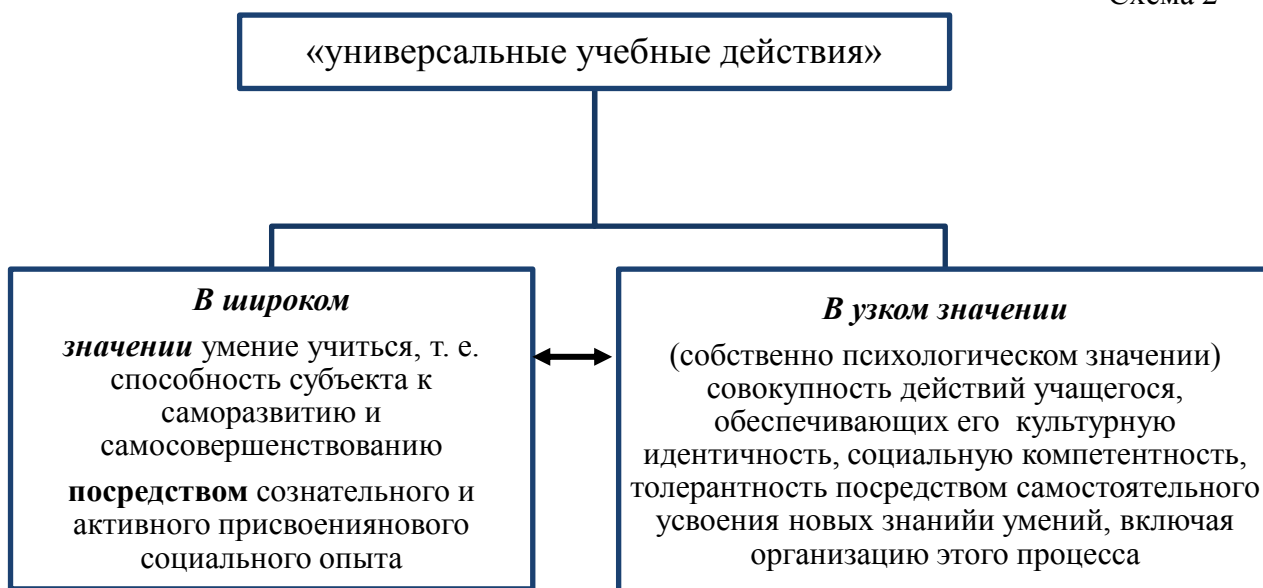 Схема 2
«универсальные учебные действия»
В широком
значении умение учиться, т. е.
способность субъекта к
саморазвитию и
самосовершенствованию
посредством сознательного и
активного присвоениянового
социального опыта
В узком значении
(собственно психологическом значении)
совокупность действий учащегося,
обеспечивающих его культурную
идентичность, социальную компетентность,
толерантность посредством самостоятельного
усвоения новых знанийи умений, включая
организацию этого процесса